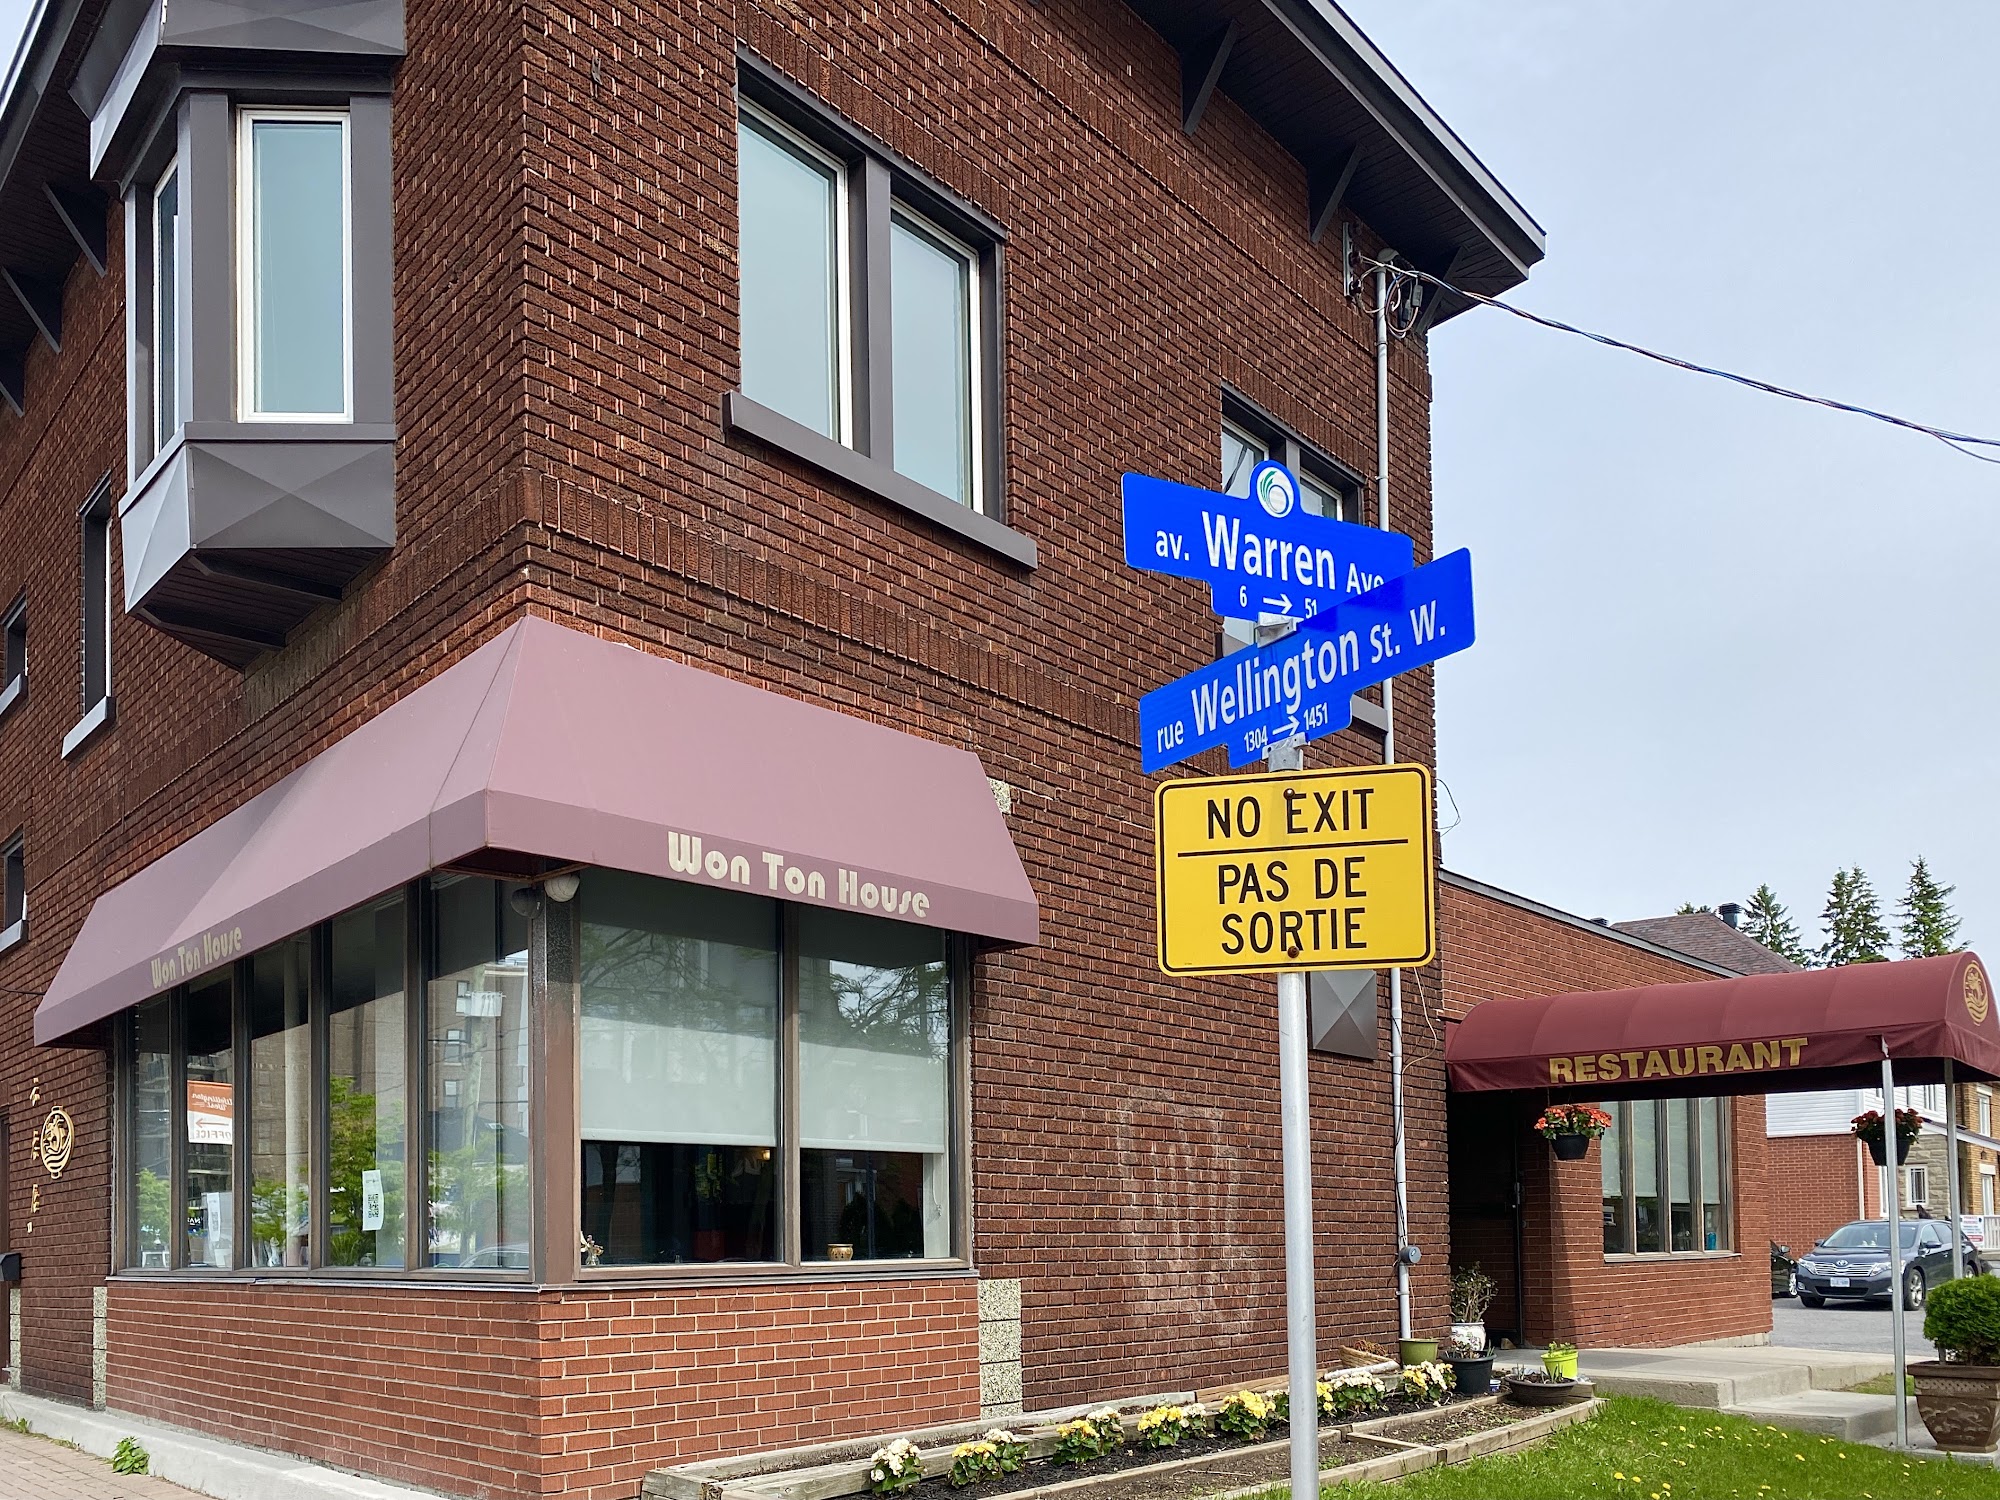 av. Warren Ave
6 → 51
rue Wellington St. W.
1304 → 1451
NO EXIT
PAS DE
SORTIE
Won Ton House
Won Ton House
RESTAURANT